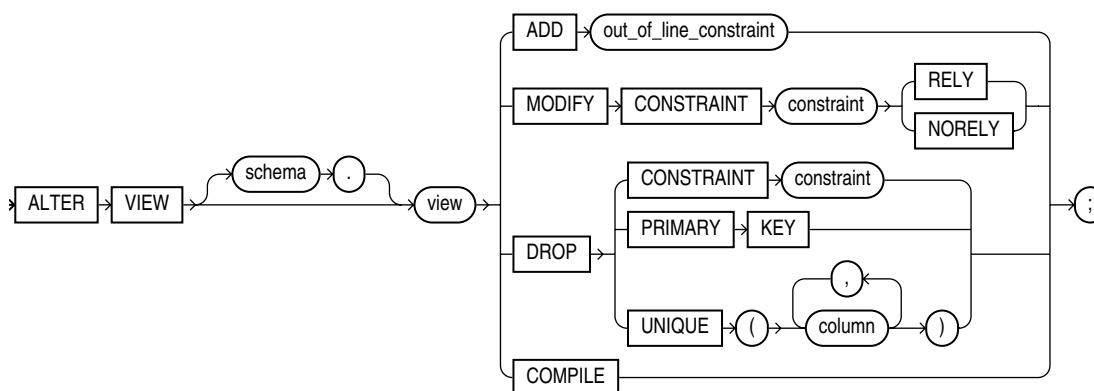 ADD out_of_line_constraint
RELY
MODIFY CONSTRAINT constraint
NORELY
schema .
CONSTRAINT constraint
ALTER VIEW view ;
PRIMARY KEY
DROP
,
UNIQUE ( column )
COMPILE